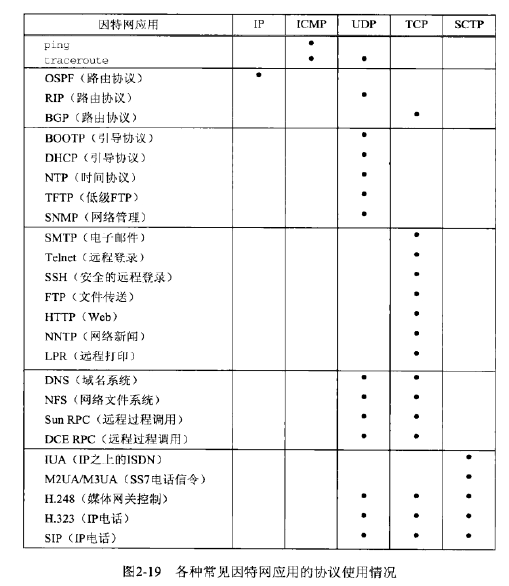 因特网应用 IP ICMP UDP TCP SCTP
ping • 
traceroute • •
OSPF（路由协议） •
RIP（路由协议） •
BGP（路由协议） •
BOOTP（引导协议） •
DHCP（引导协议） •
NTP（时间协议） •
TFTP（低级FTP） •
SNMP（网络管理） •
SMTP（电子邮件） •
Telnet（远程登录） •
SSH（安全的远程登录） •
FTP（文件传送） •
HTTP（Web） •
NNTP（网络新闻） •
LPR（远程打印） •
DNS（域名系统） • •
NFS（网络文件系统） • •
Sun RPC（远程过程调用） • •
DCE RPC（远程过程调用） • •
IUA（IP之上的ISDN） •
M2UA/M3UA（SS7电话信令） •
H.248（媒体网关控制） • • •
H.323（IP电话） • • •
SIP（IP电话） • • •
图2-19 各种常见因特网应用的协议使用情况